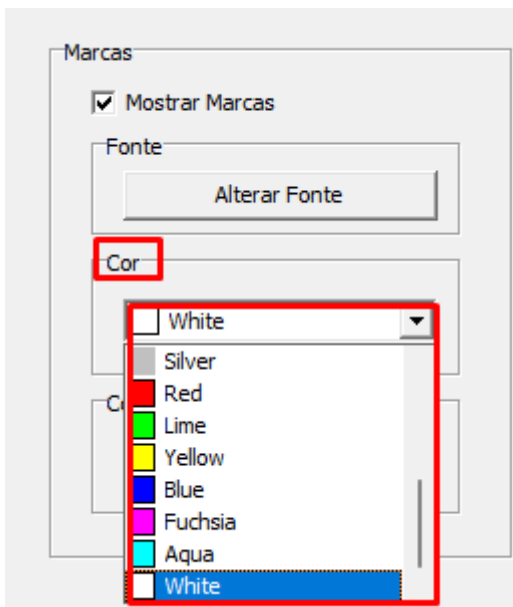 Marcas
Mostrar Marcas
Fonte
Alterar Fonte
Cor
White
Silver
Red
Lime
Yellow
Blue
Fuchsia
Aqua
White